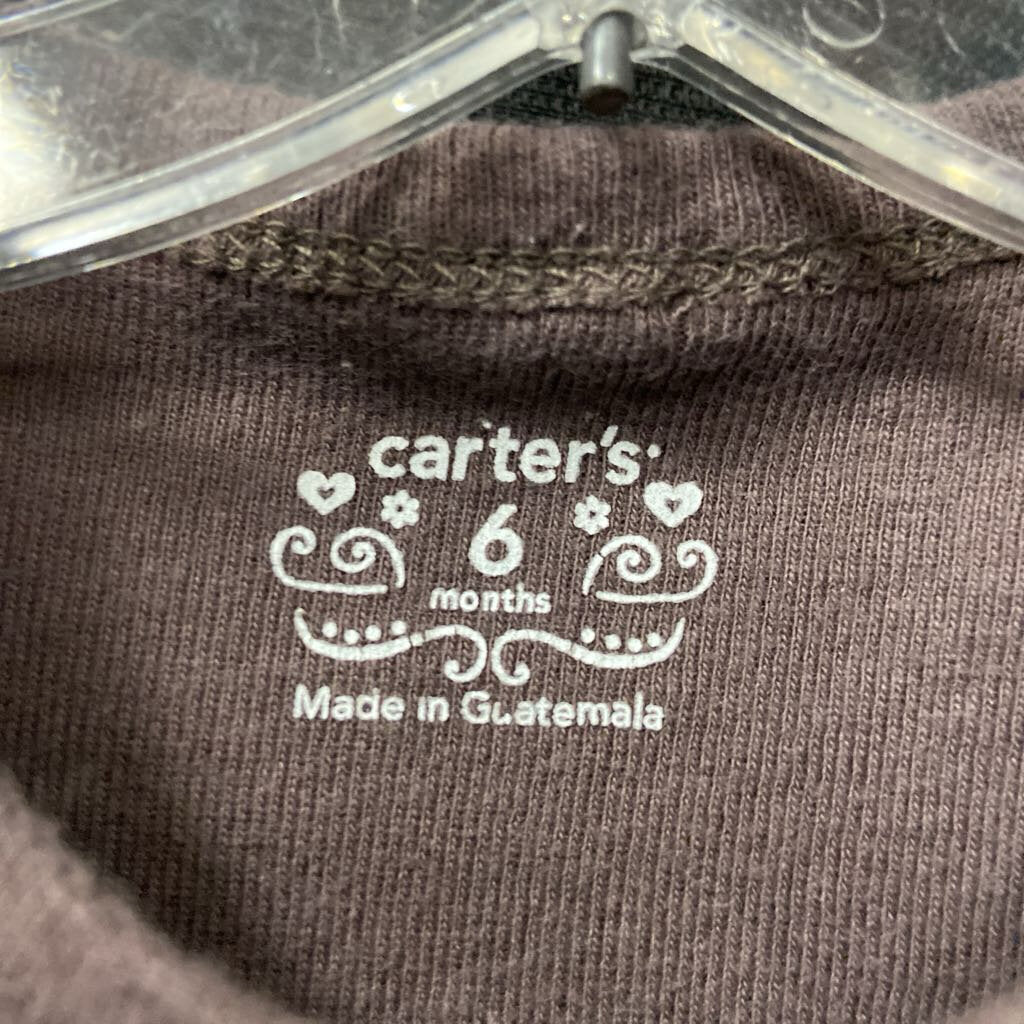 carter's
6
months
Made in Guatemala